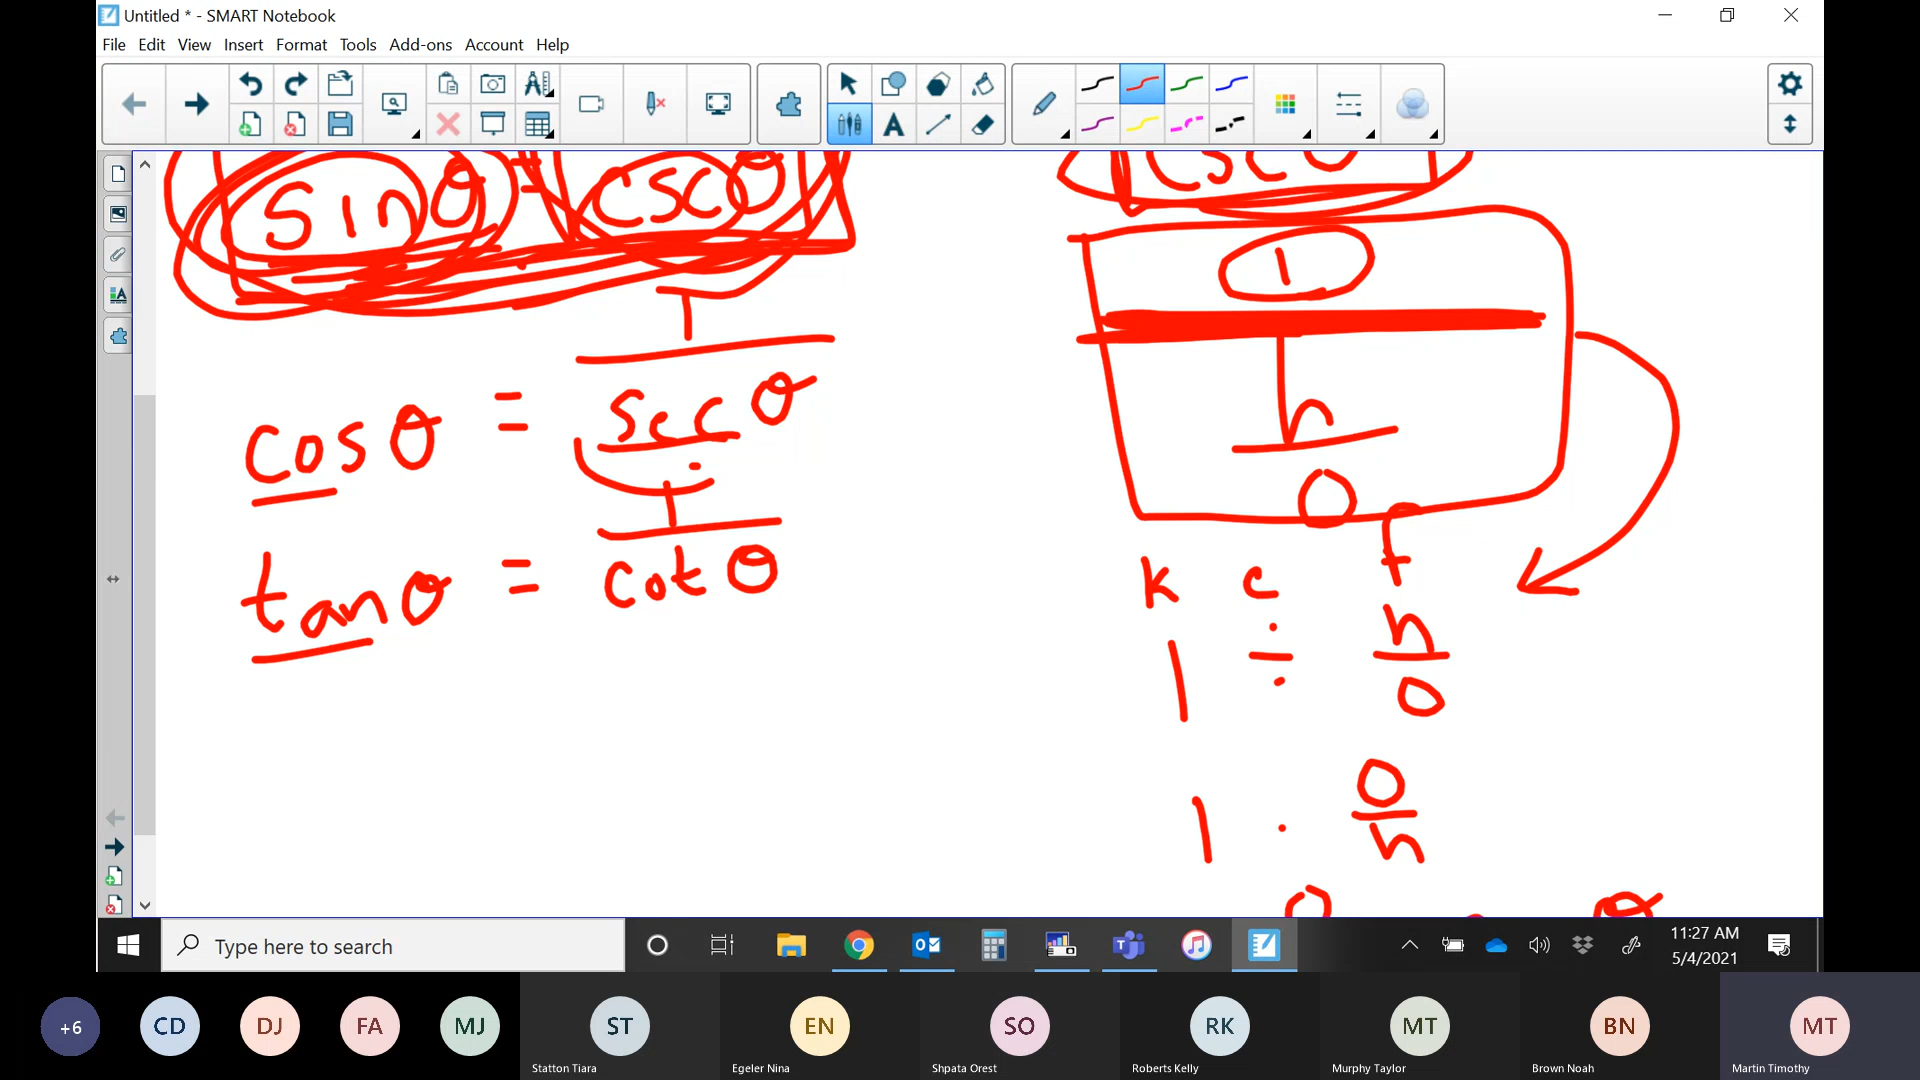 Untitled * - SMART Notebook
File Edit View Insert Format Tools Add-ons Account Help
sinθ = cscθ
cscθ
1
1
h
o
cosθ = secθ
1
tanθ = cotθ
k c f
1 ÷ h
o
1 · o
h
o
θ
Type here to search
11:27 AM
5/4/2021
+6
CD
DJ
FA
MJ
ST
EN
SO
RK
MT
BN
MT
Statton Tiara
Egeler Nina
Shpata Orest
Roberts Kelly
Murphy Taylor
Brown Noah
Martin Timothy